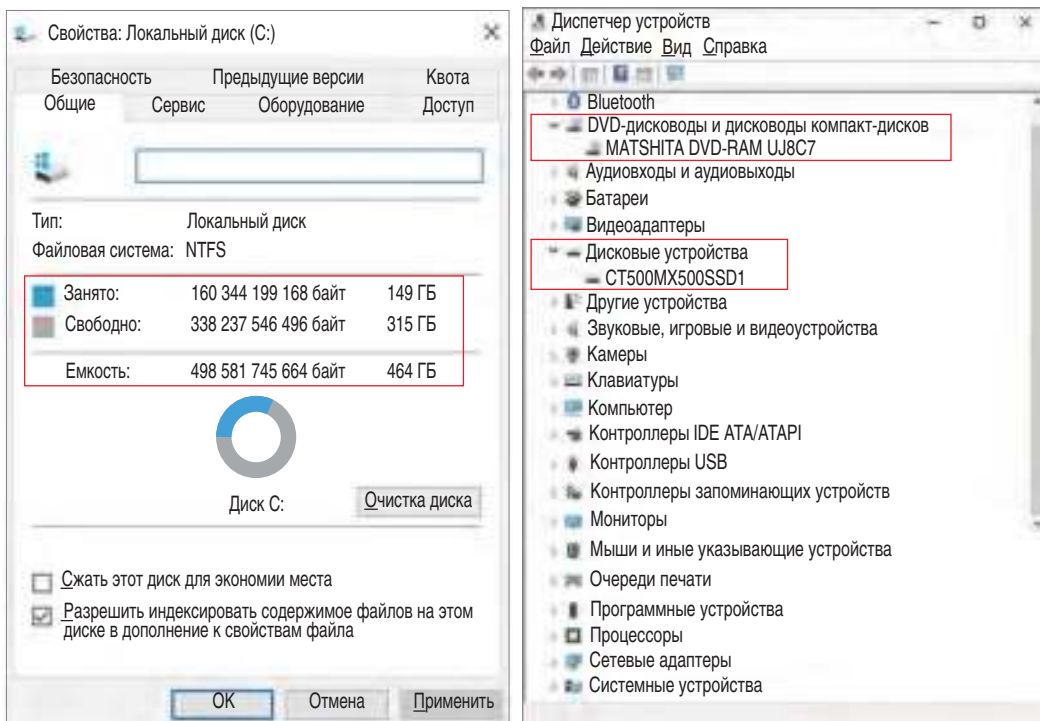 Свойства: Локальный диск (C:)
Безопасность Предыдущие версии Квота
Общие Сервис Оборудование Доступ
Тип: Локальный диск
Файловая система: NTFS
Занято: 160 344 199 168 байт 149 ГБ
Свободно: 338 237 546 496 байт 315 ГБ
Емкость: 498 581 745 664 байт 464 ГБ
Диск C: Очистка диска
Сжать этот диск для экономии места
Разрешить индексировать содержимое файлов на этом
диске в дополнение к свойствам файла
OK Отмена Применить
Диспетчер устройств
Файл Действие Вид Справка
Bluetooth
DVD-дисководы и дисководы компакт-дисков
MATSHITA DVD-RAM UJ8C7
Аудиовходы и аудиовыходы
Батареи
Видеоадаптеры
Дисковые устройства
CT500MX500SSD1
Другие устройства
Звуковые, игровые и видеоустройства
Камеры
Клавиатуры
Компьютер
Контроллеры IDE ATA/ATAPI
Контроллеры USB
Контроллеры запоминающих устройств
Мониторы
Мыши и иные указывающие устройства
Очереди печати
Программные устройства
Процессоры
Сетевые адаптеры
Системные устройства